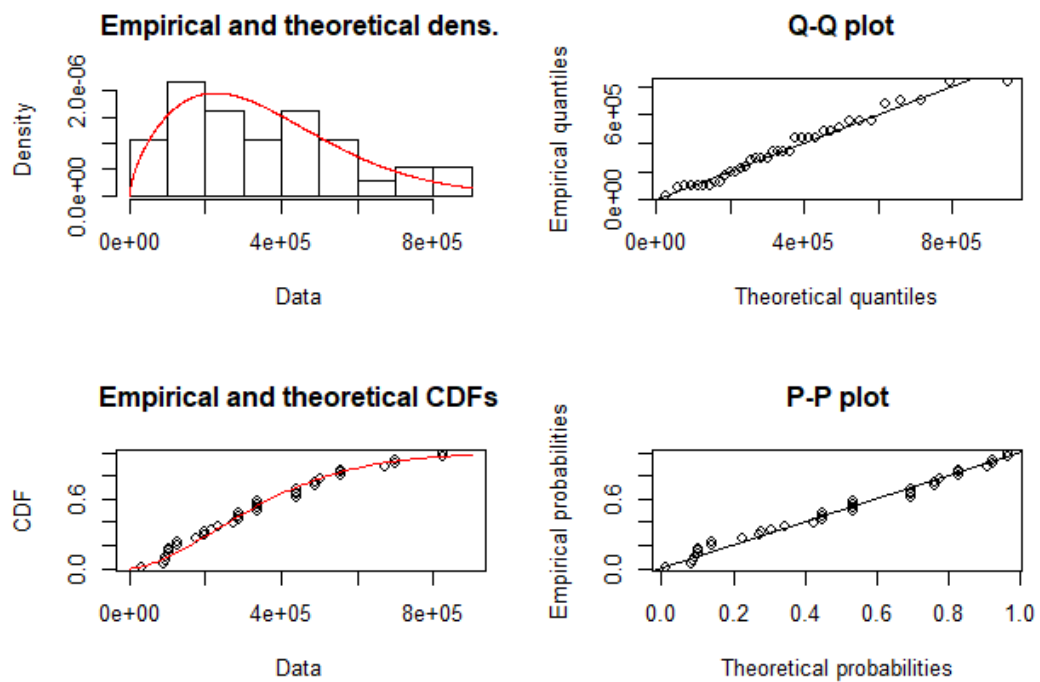 Empirical and theoretical dens.
Density
0.0e+00
2.0e-06
0e+00
4e+05
8e+05
Data
Q-Q plot
Empirical quantiles
0e+00
6e+05
0e+00
4e+05
8e+05
Theoretical quantiles
Empirical and theoretical CDFs
CDF
0.0
0.6
0e+00
4e+05
8e+05
Data
P-P plot
Empirical probabilities
0.0
0.6
0.0
0.2
0.4
0.6
0.8
1.0
Theoretical probabilities